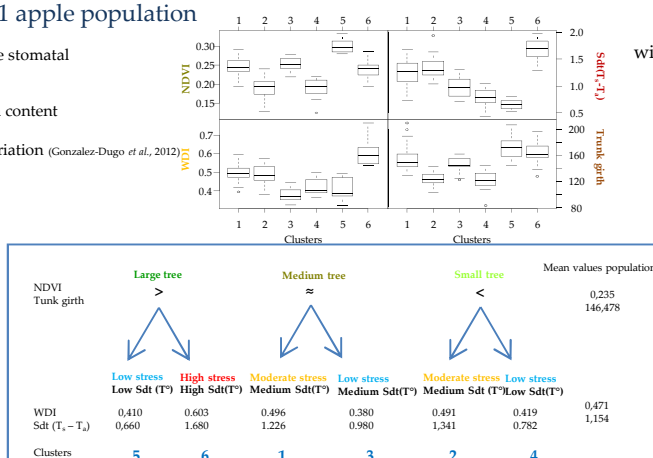 1 apple population
e stomatal
content
riation (Gonzalez-Dugo et al., 2012)
wi
1 2 3 4 5 6 1 2 3 4 5 6
NDVI
0.30
0.25
0.20
0.15
2.0
1.5
1.0
0.5
Sdt(Ts-Ta)
WDI
0.7
0.6
0.5
0.4
200
160
120
80
Trunk girth
1 2 3 4 5 6 1 2 3 4 5 6
Clusters Clusters
Large tree Medium tree Small tree Mean values population
NDVI > ≈ < 0,235
Trunk girth 146,478
Low stress High stress Moderate stress Low stress Moderate stress Low stress
Low Sdt (T°) High Sdt(T°) Medium Sdt(T°) Medium Sdt(T°) Medium Sdt (T°) Low Sdt(T°)
WDI 0,410 0.603 0.496 0.380 0.491 0.419 0,471
Sdt (Ts – Ta) 0,660 1.680 1.226 0.980 1,341 0.782 1,154
Clusters 5 6 1 3 2 4